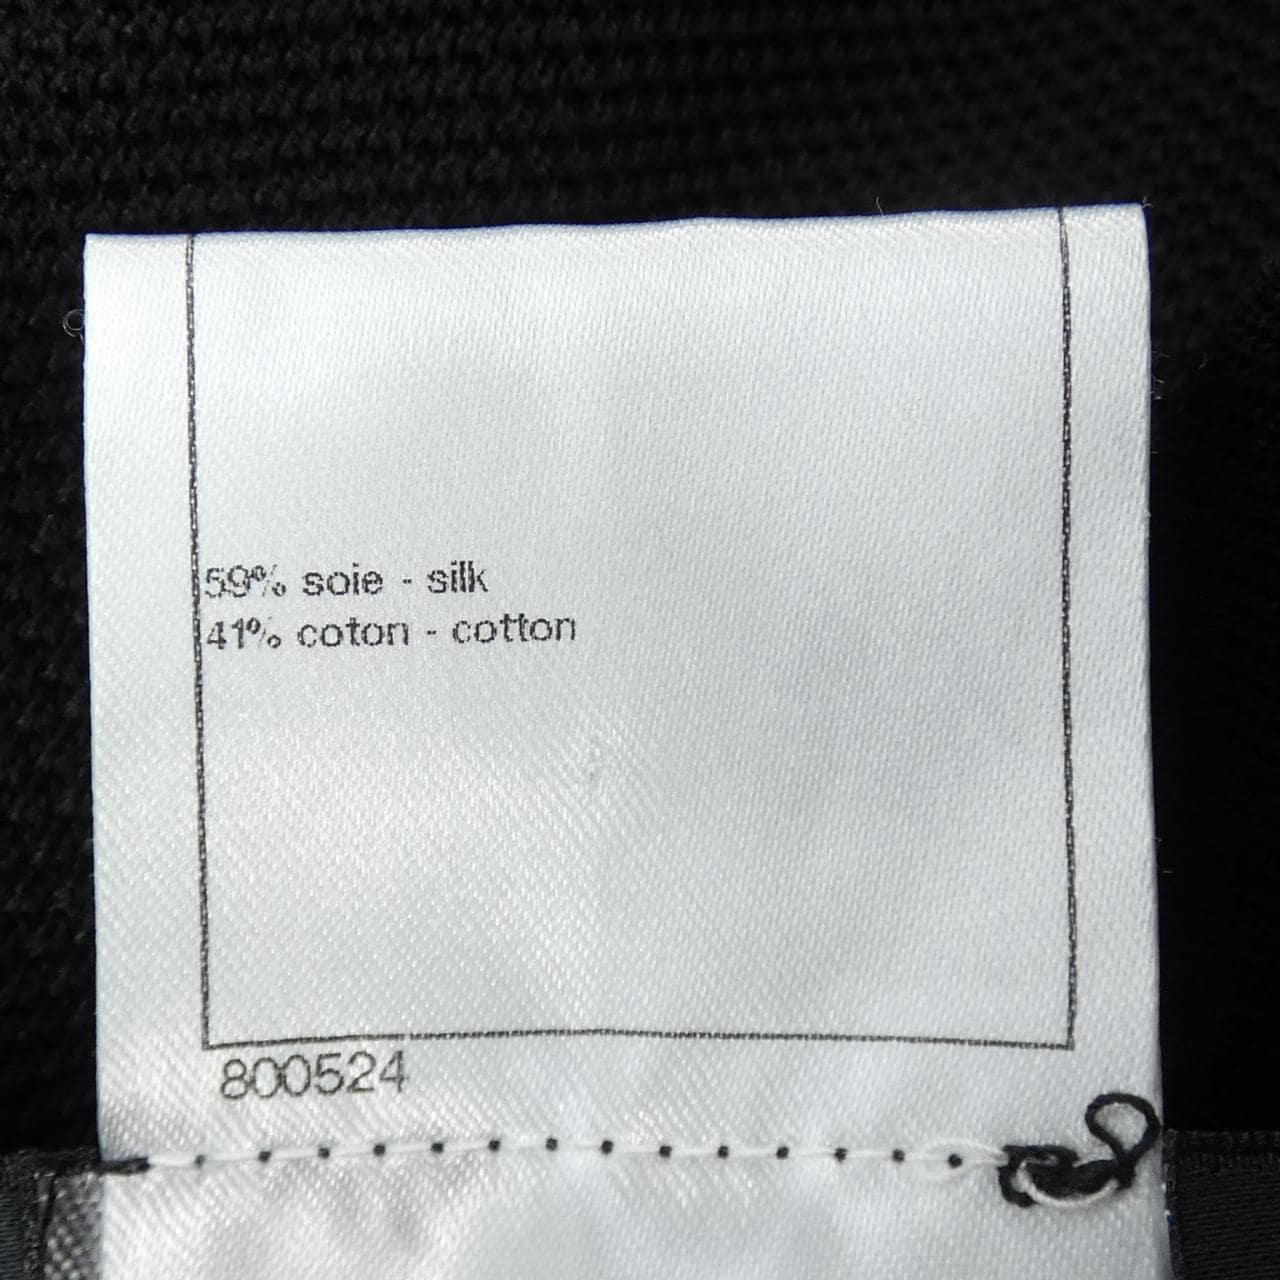 59% soie - silk
41% coton - cotton
800524